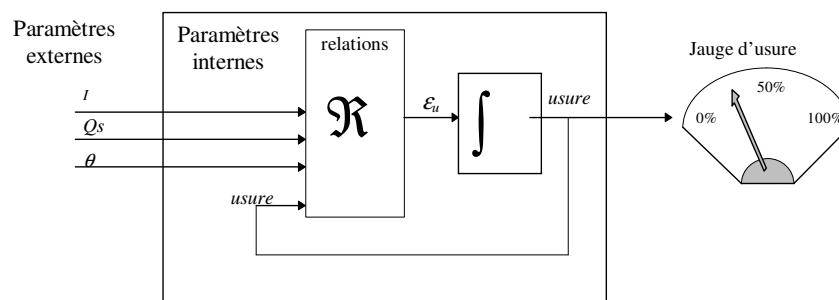 Paramètres
externes
Paramètres
internes
relations
Jauge d'usure
I
Qs
θ
usure
ℜ
εu
∫
usure
0%
50%
100%